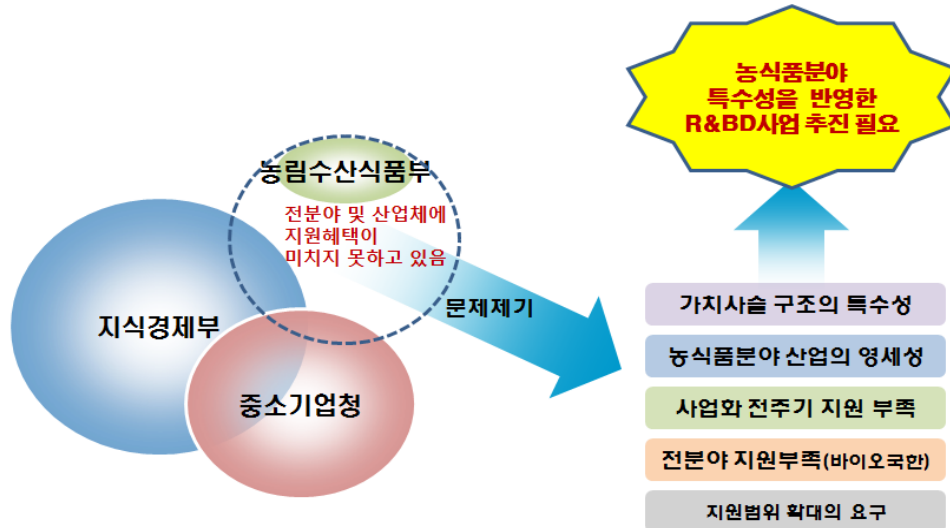 농식품분야
특수성을 반영한
R&BD사업 추진 필요
농림수산식품부
전분야 및 산업체에
지원혜택이
미치지 못하고 있음
지식경제부
중소기업청
문제제기
가치사슬 구조의 특수성
농식품분야 산업의 영세성
사업화 전주기 지원 부족
전분야 지원부족(바이오국한)
지원범위 확대의 요구